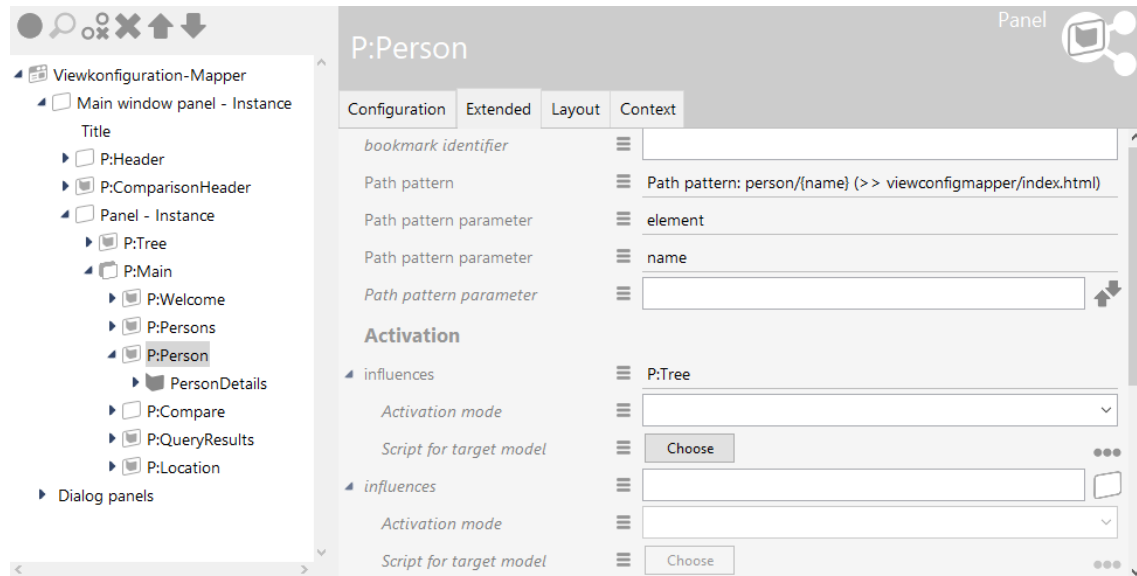 Viewkonfiguration-Mapper
Main window panel - Instance
Title
P:Header
P:ComparisonHeader
Panel - Instance
P:Tree
P:Main
P:Welcome
P:Persons
P:Person
PersonDetails
P:Compare
P:QueryResults
P:Location
Dialog panels
Panel
P:Person
Configuration Extended Layout Context
bookmark identifier
Path pattern Path pattern: person/{name} (>> viewconfigmapper/index.html)
Path pattern parameter element
Path pattern parameter name
Path pattern parameter
Activation
influences P:Tree
Activation mode
Script for target model Choose
influences
Activation mode
Script for target model Choose